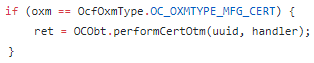 if (oxm == OcfOxmType.OC_OXMTYPE_MFG_CERT) {
    ret = OCObt.performCertOtm(uuid, handler);
}